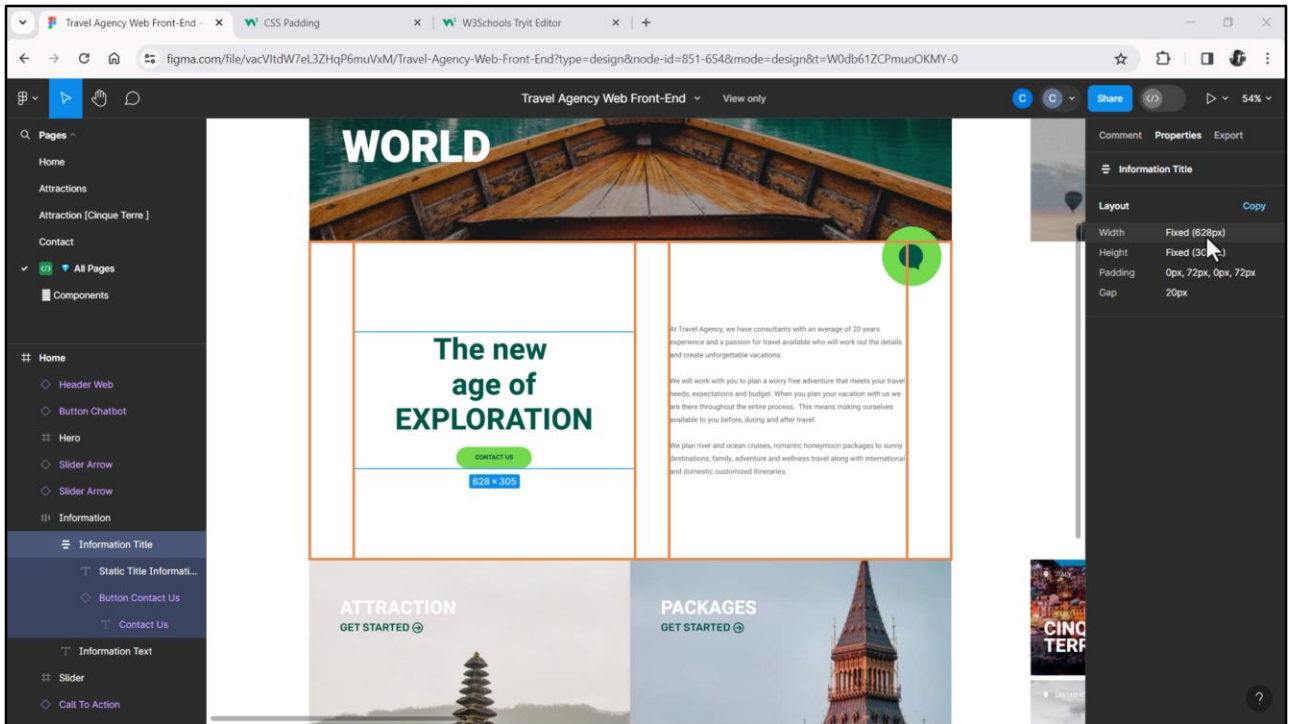 Travel Agency Web Front-End –
CSS Padding
W3Schools Tryit Editor
figma.com/file/vacVItdW7eL3ZHqP6muVxM/Travel-Agency-Web-Front-End?type=design&node-id=851-654&mode=design&t=W0db61ZCPmuoOKMY-0
Travel Agency Web Front-End
View only
C
C
Share
54%
Pages
Home
Attractions
Attraction [Cinque Terre ]
Contact
All Pages
Components
Home
Header Web
Button Chatbot
Hero
Slider Arrow
Slider Arrow
Information
Information Title
Static Title Informati...
Button Contact Us
Contact Us
Information Text
Slider
Call To Action
WORLD
The new
age of
EXPLORATION
CONTACT US
628 × 305
At Travel Agency, we have consultants with an average of 20 years
experience and a passion for travel available who will work out the details
and create unforgettable vacations.
We will work with you to plan a worry free adventure that meets your travel
needs, expectations and budget. When you plan your vacation with us we
are there throughout the entire process. This means making ourselves
available to you before, during and after travel.
We plan river and ocean cruises, romantic honeymoon packages to sunny
destinations, family, adventure and wellness travel along with international
and domestic customized itineraries.
ATTRACTION
GET STARTED
PACKAGES
GET STARTED
ITALY
CINQ
TERR
Comment Properties Export
Information Title
Layout Copy
Width Fixed (628px)
Height Fixed (30
Padding 0px, 72px, 0px, 72px
Gap 20px
?